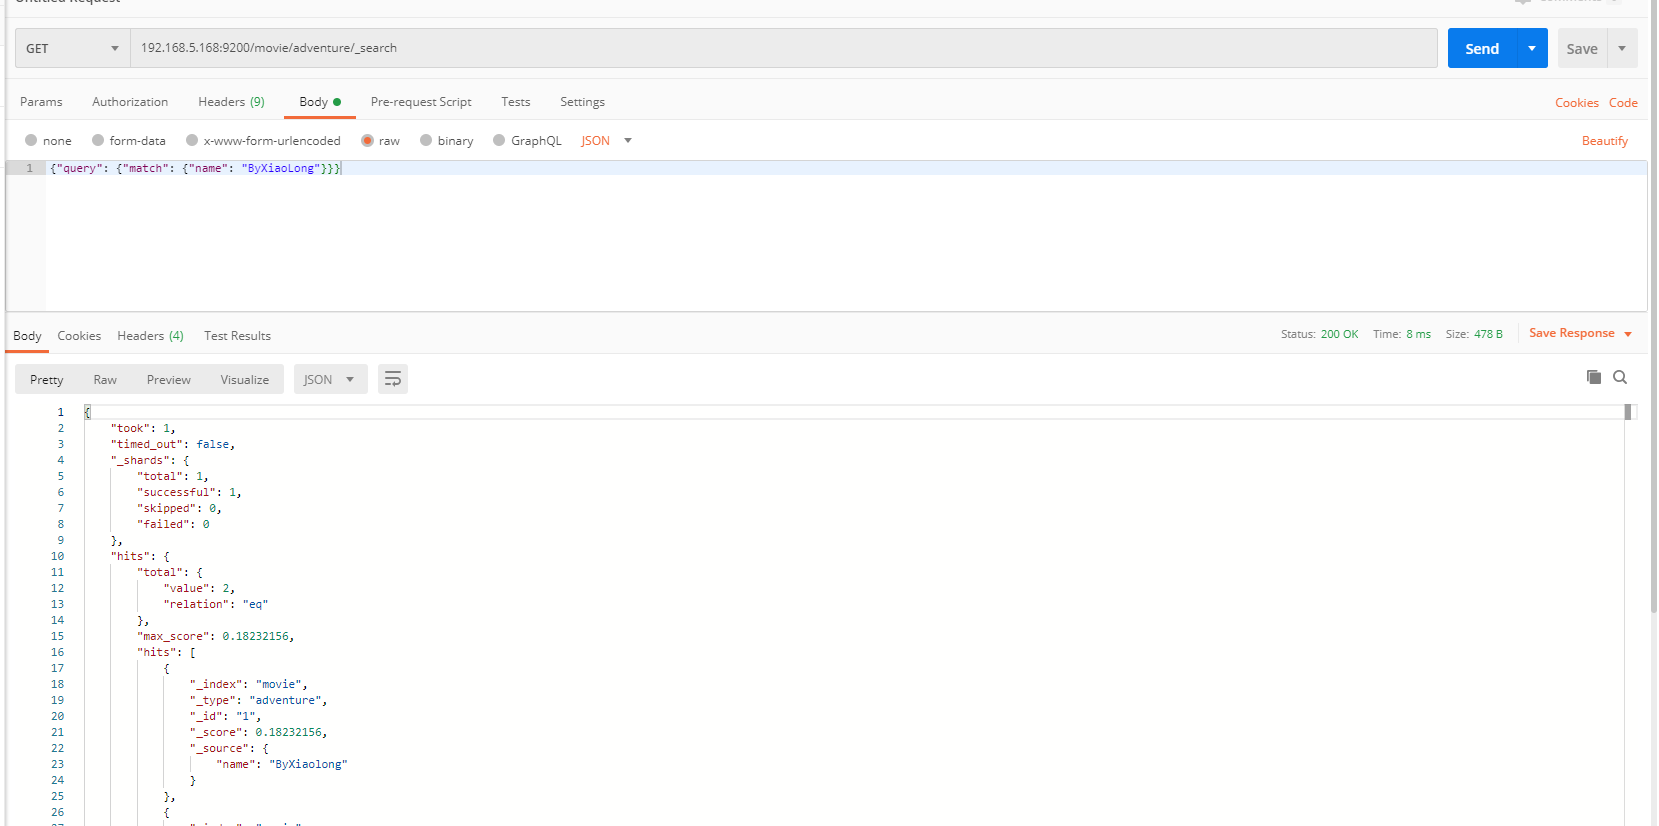 Untitled Request
Comments 0
GET 192.168.5.168:9200/movie/adventure/_search Send Save
Params Authorization Headers (9) Body Pre-request Script Tests Settings Cookies Code
none form-data x-www-form-urlencoded raw binary GraphQL JSON Beautify
1 {"query": {"match": {"name": "ByXiaoLong"}}}
Body Cookies Headers (4) Test Results Status: 200 OK Time: 8 ms Size: 478 B Save Response
Pretty Raw Preview Visualize JSON
1 {
2 "took": 1,
3 "timed_out": false,
4 "_shards": {
5 "total": 1,
6 "successful": 1,
7 "skipped": 0,
8 "failed": 0
9 },
10 "hits": {
11 "total": {
12 "value": 2,
13 "relation": "eq"
14 },
15 "max_score": 0.18232156,
16 "hits": [
17 {
18 "_index": "movie",
19 "_type": "adventure",
20 "_id": "1",
21 "_score": 0.18232156,
22 "_source": {
23 "name": "ByXiaolong"
24 }
25 },
26 {